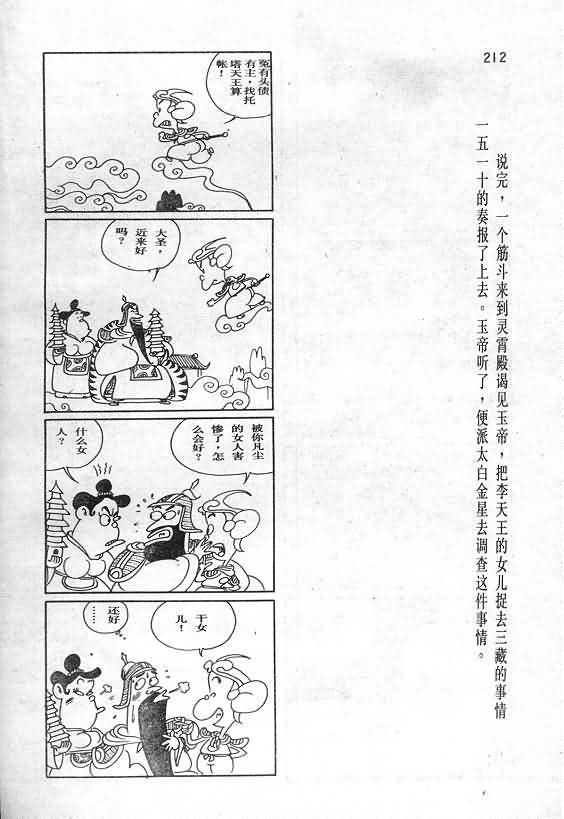 212
说完，一个筋斗来到灵霄殿谒见玉帝，把李天王的女儿捉去三藏的事情
一五一十的奏报了上去。玉帝听了，便派太白金星去调查这件事情。
冤有头债
有主，找托
塔天王算
帐！
大圣，
近来好
吗？
被你凡尘
的女人害
惨了，怎
么会好？
什么女
人？
干女
儿！
还好
……